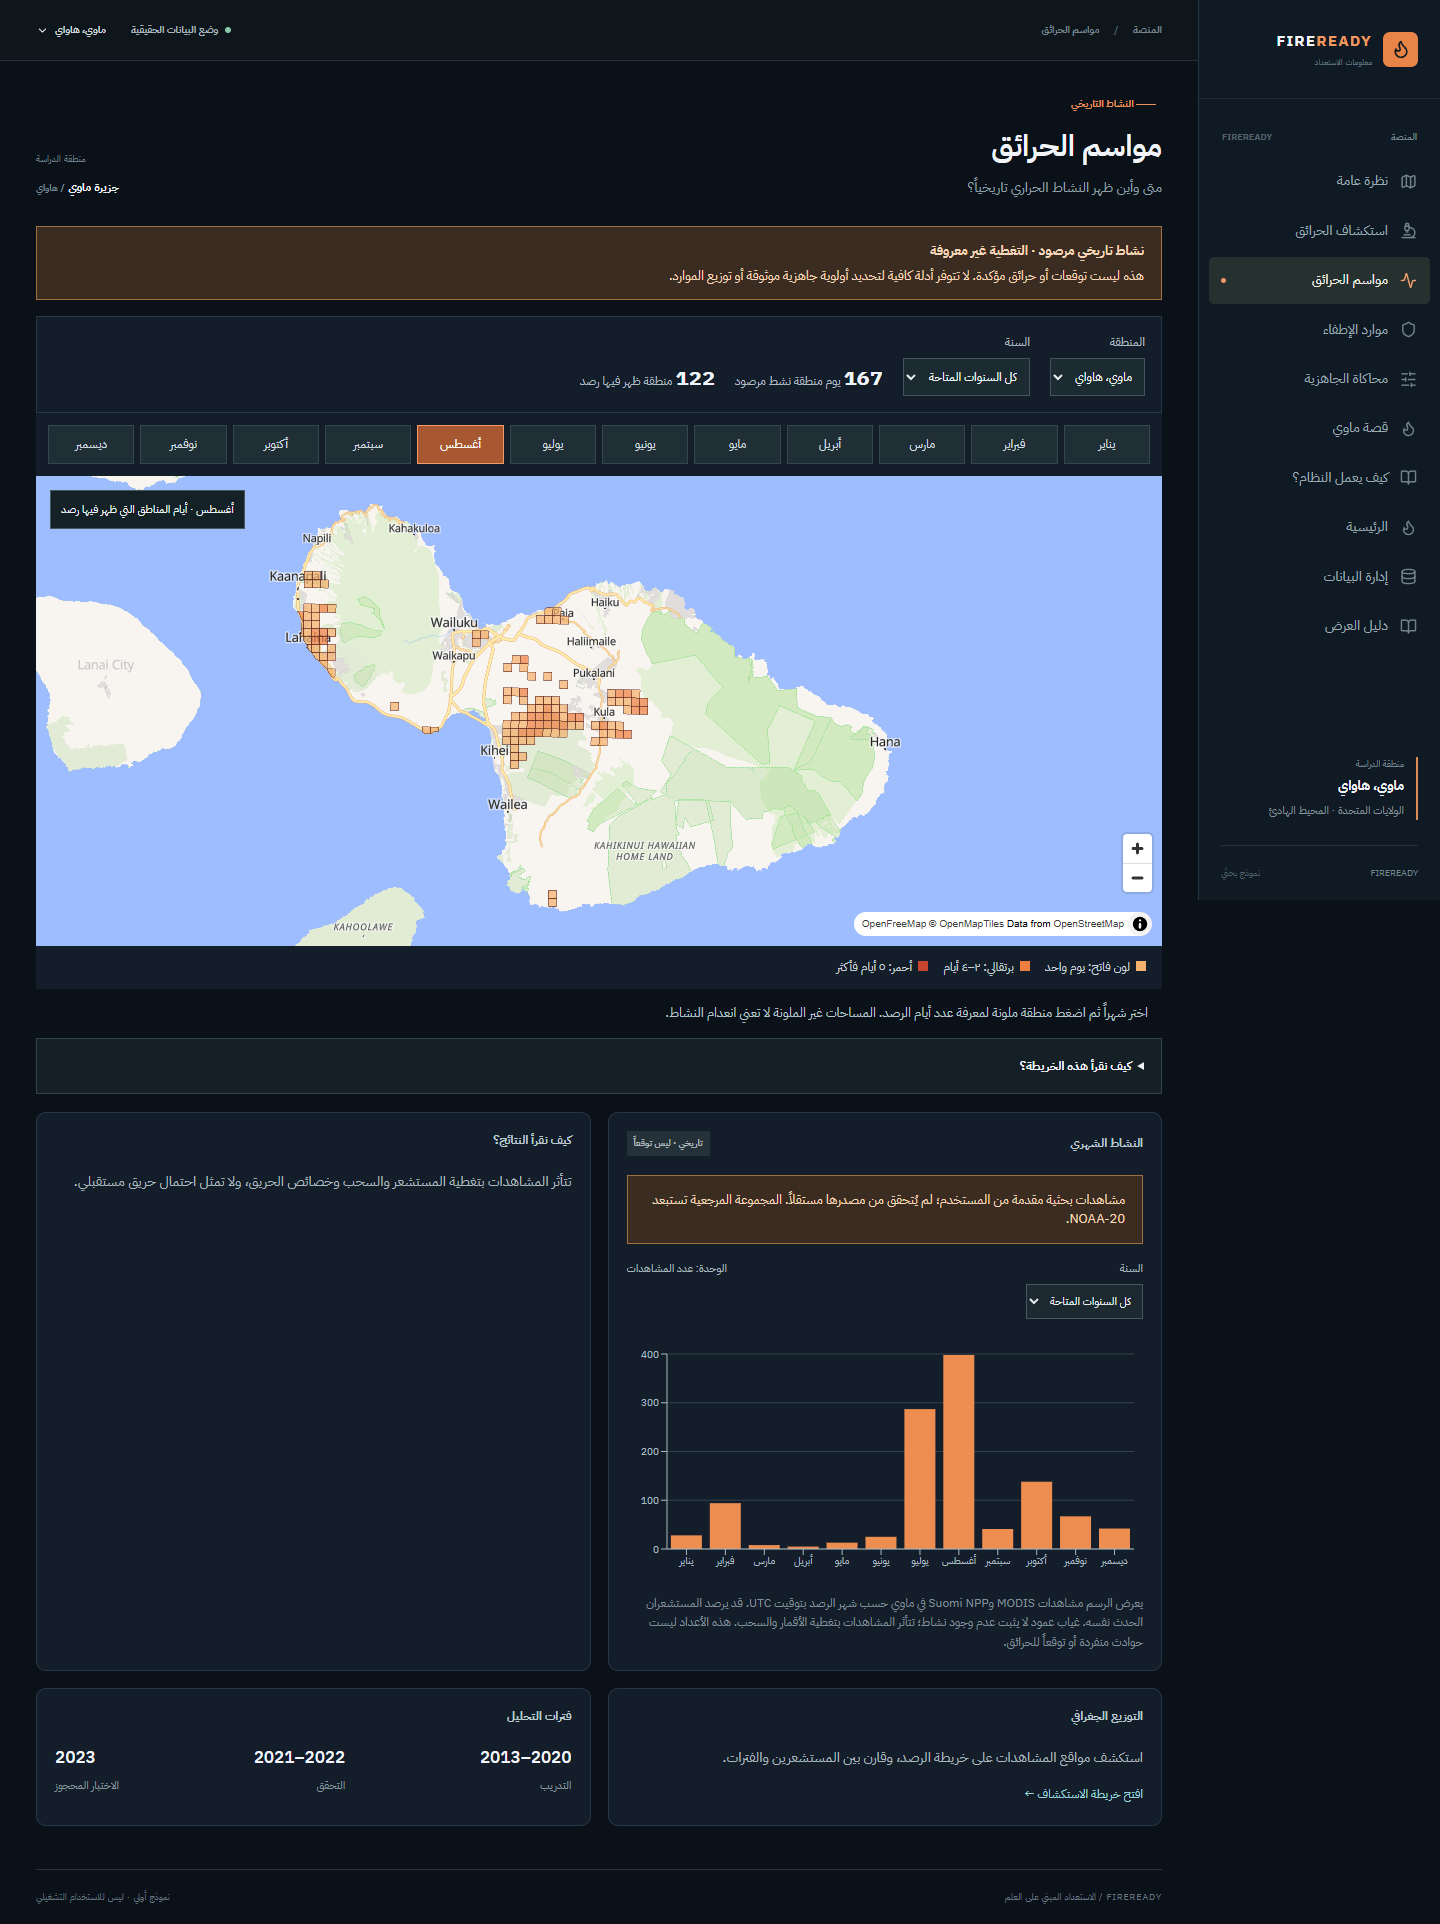 FIREREADY
معلومات الاستعداد
المنصة
FIREREADY
نظرة عامة
استكشاف الحرائق
مواسم الحرائق
موارد الإطفاء
محاكاة الجاهزية
قصة ماوي
كيف يعمل النظام؟
الرئيسية
إدارة البيانات
دليل العرض
منطقة الدراسة
ماوي، هاواي
الولايات المتحدة · المحيط الهادئ
FIREREADY
نموذج بحثي
المنصة / مواسم الحرائق
وضع البيانات الحقيقية
ماوي، هاواي
النشاط التاريخي
مواسم الحرائق
متى وأين ظهر النشاط الحراري تاريخياً؟
منطقة الدراسة
جزيرة ماوي / هاواي
نشاط تاريخي مرصود · التغطية غير معروفة
هذه ليست توقعات أو حرائق مؤكدة. لا تتوفر أدلة كافية لتحديد أولوية جاهزية موثوقة أو توزيع الموارد.
المنطقة
ماوي، هاواي
السنة
كل السنوات المتاحة
167 يوم منطقة نشط مرصود
122 منطقة ظهر فيها رصد
يناير
فبراير
مارس
أبريل
مايو
يونيو
يوليو
أغسطس
سبتمبر
أكتوبر
نوفمبر
ديسمبر
أغسطس · أيام المناطق التي ظهر فيها رصد
Kahakuloa
Napili
Kaanapali
Lahaina
Wailuku
Waikapu
Paia
Haiku
Haliimaile
Pukalani
Kula
Kihei
Wailea
Hana
Lanai City
KAHIKINUI HAWAIIAN
HOME LAND
KAHOOLAWE
OpenFreeMap © OpenMapTiles Data from OpenStreetMap
لون فاتح: يوم واحد
برتقالي: ٢–٤ أيام
أحمر: ٥ أيام فأكثر
اختر شهراً ثم اضغط منطقة ملونة لمعرفة عدد أيام الرصد. المساحات غير الملونة لا تعني انعدام النشاط.
كيف نقرأ هذه الخريطة؟
النشاط الشهري
تاريخي · ليس توقعاً
مشاهدات بحثية مقدمة من المستخدم؛ لم يُتحقق من مصدرها مستقلاً. المجموعة المرجعية تستبعد
NOAA-20.
السنة
الوحدة: عدد المشاهدات
كل السنوات المتاحة
400
300
200
100
0
يناير
فبراير
مارس
أبريل
مايو
يونيو
يوليو
أغسطس
سبتمبر
أكتوبر
نوفمبر
ديسمبر
يعرض الرسم مشاهدات MODIS وSuomi NPP في ماوي حسب شهر الرصد بتوقيت UTC. قد يرصد المستشعران
الحدث نفسه. غياب عمود لا يثبت عدم وجود نشاط؛ تتأثر المشاهدات بتغطية الأقمار والسحب. هذه الأعداد ليست
حوادث منفردة أو توقعاً للحرائق.
كيف نقرأ النتائج؟
تتأثر المشاهدات بتغطية المستشعر والسحب وخصائص الحريق، ولا تمثل احتمال حريق مستقبلي.
التوزيع الجغرافي
استكشف مواقع المشاهدات على خريطة الرصد، وقارن بين المستشعرين والفترات.
افتح خريطة الاستكشاف ←
فترات التحليل
2013–2020
التدريب
2021–2022
التحقق
2023
الاختبار المحجوز
FIREREADY / الاستعداد المبني على العلم
نموذج أولي · ليس للاستخدام التشغيلي